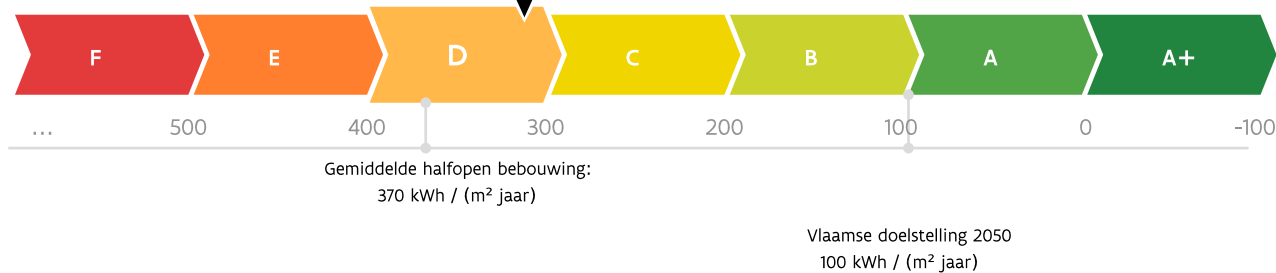 F E D C B A A+
... 500 400 300 200 100 0 -100
Gemiddelde halfopen bebouwing:
370 kWh / (m² jaar)
Vlaamse doelstelling 2050
100 kWh / (m² jaar)